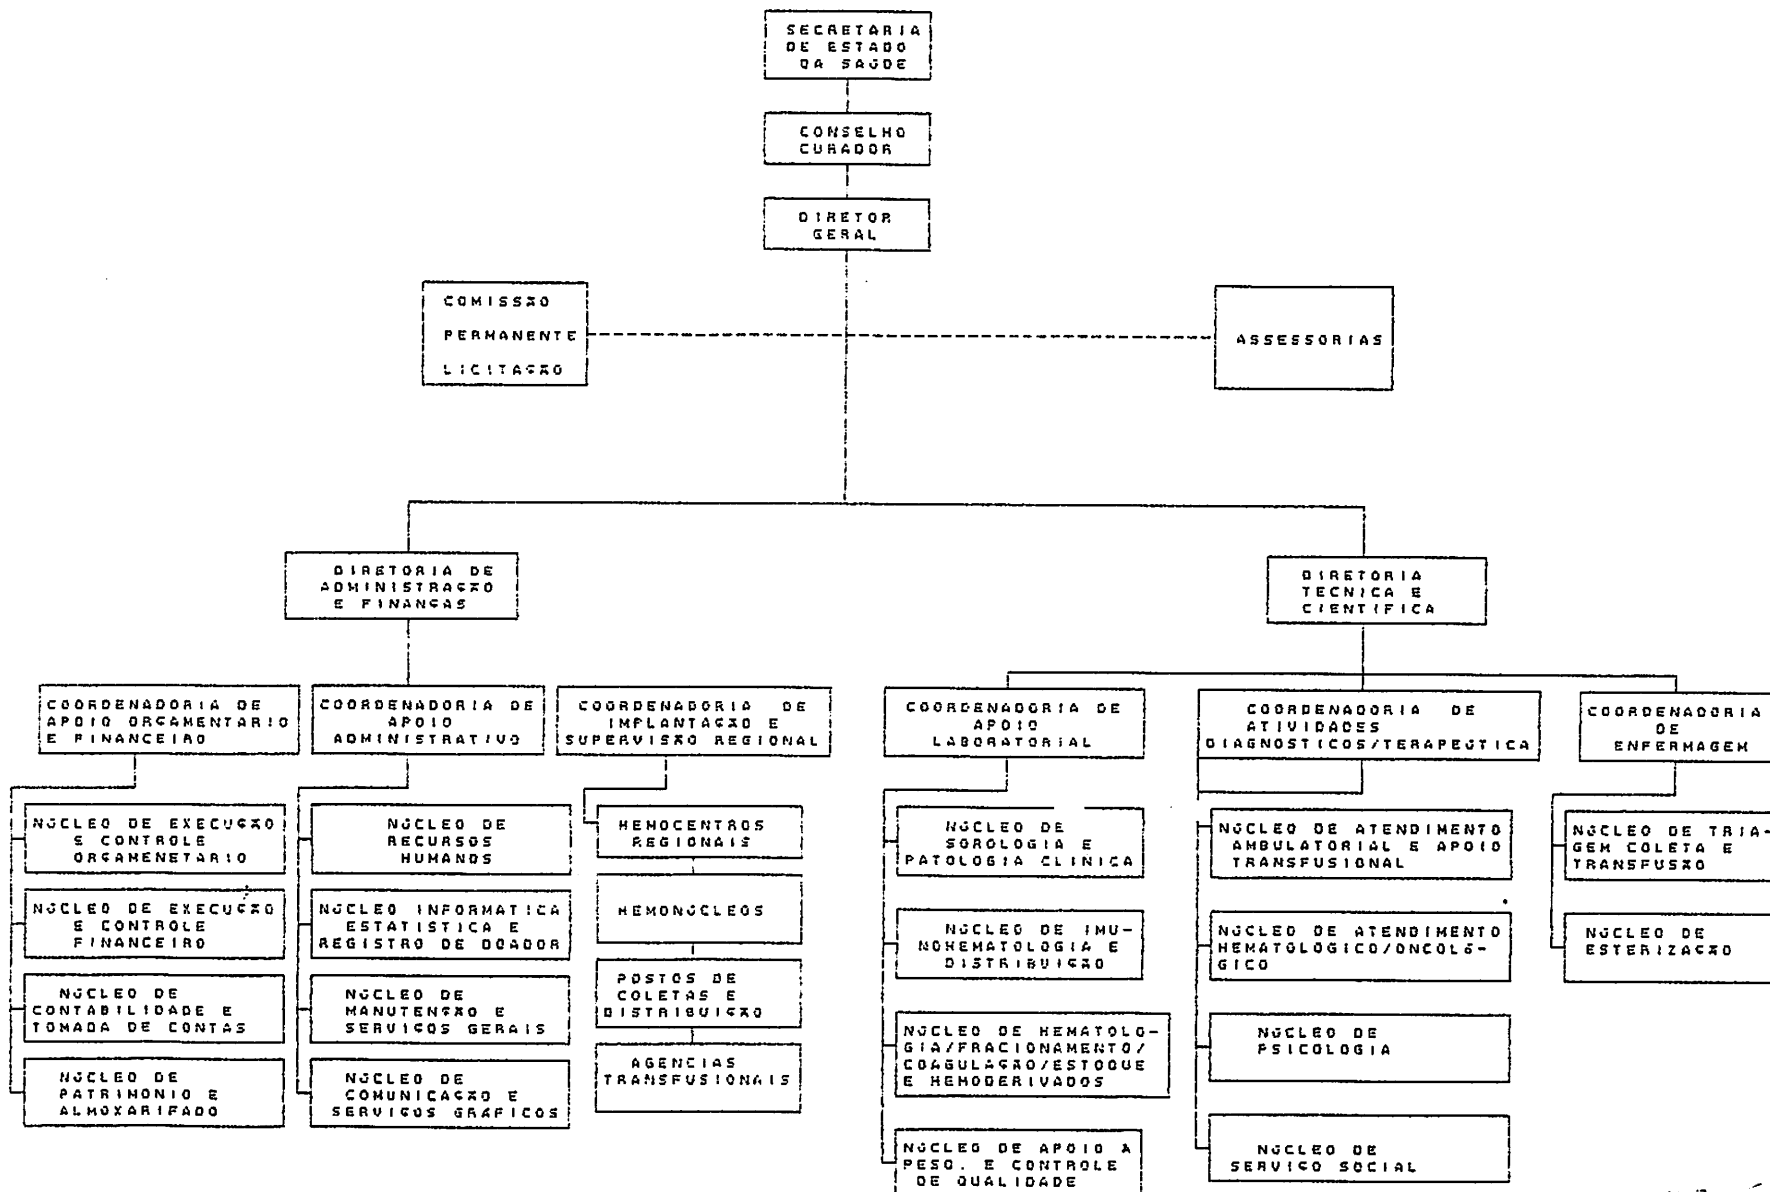 SECRETARIA
DE ESTADO
DA SAÚDE
CONSELHO
CURADOR
DIRETOR
GERAL
COMISSÃO
PERMANENTE
LICITAÇÃO
ASSESSORIAS
DIRETORIA DE
ADMINISTRAÇÃO
E FINANÇAS
DIRETORIA
TECNICA E
CIENTIFICA
COORDENADORIA DE
APOIO ORÇAMENTARIO
E FINANCEIRO
COORDENADORIA DE
APOIO
ADMINISTRATIVO
COORDENADORIA DE
IMPLANTAÇÃO E
SUPERVISÃO REGIONAL
COORDENADORIA DE
APOIO
LABORATORIAL
COORDENADORIA DE
ATIVIDADES
DIAGNOSTICOS/TERAPEÚTICA
COORDENADORIA
DE
ENFERMAGEM
NÚCLEO DE EXECUÇÃO
E CONTROLE
ORÇAMENETARIO
NÚCLEO DE EXECUÇÃO
E CONTROLE
FINANCEIRO
NÚCLEO DE
CONTABILIDADE E
TOMADA DE CONTAS
NÚCLEO DE
PATRIMONIO E
ALMOXARIFADO
NÚCLEO DE
RECURSOS
HUMANOS
NÚCLEO INFORMATICA
ESTATISTICA E
REGISTRO DE DOADOR
NÚCLEO DE
MANUTENÇÃO E
SERVIÇOS GERAIS
NÚCLEO DE
COMUNICAÇÃO E
SERVIÇOS GRÁFICOS
HEMOCENTROS
REGIONAIS
HEMONÚCLEOS
POSTOS DE
COLETAS E
DISTRIBUIÇÃO
AGENCIAS
TRANSFUSIONAIS
NÚCLEO DE
SOROLOGIA E
PATOLOGIA CLINICA
NÚCLEO DE IMU-
NOHEMATOLOGIA E
DISTRIBUIÇÃO
NÚCLEO DE HEMATOLO-
GIA/FRACIONAMENTO/
COAGULAÇÃO/ESTOQUE
E HEMODERIVADOS
NÚCLEO DE APOIO À
PESQ. E CONTROLE
DE QUALIDADE
NÚCLEO DE ATENDIMENTO
AMBULATORIAL E APOIO
TRANSFUSIONAL
NÚCLEO DE ATENDIMENTO
HEMATOLOGICO/ONCOLÓ-
GICO
NÚCLEO DE
PSICOLOGIA
NÚCLEO DE
SERVIÇO SOCIAL
NÚCLEO DE TRIA-
GEM COLETA E
TRANSFUSÃO
NÚCLEO DE
ESTERIZAÇÃO